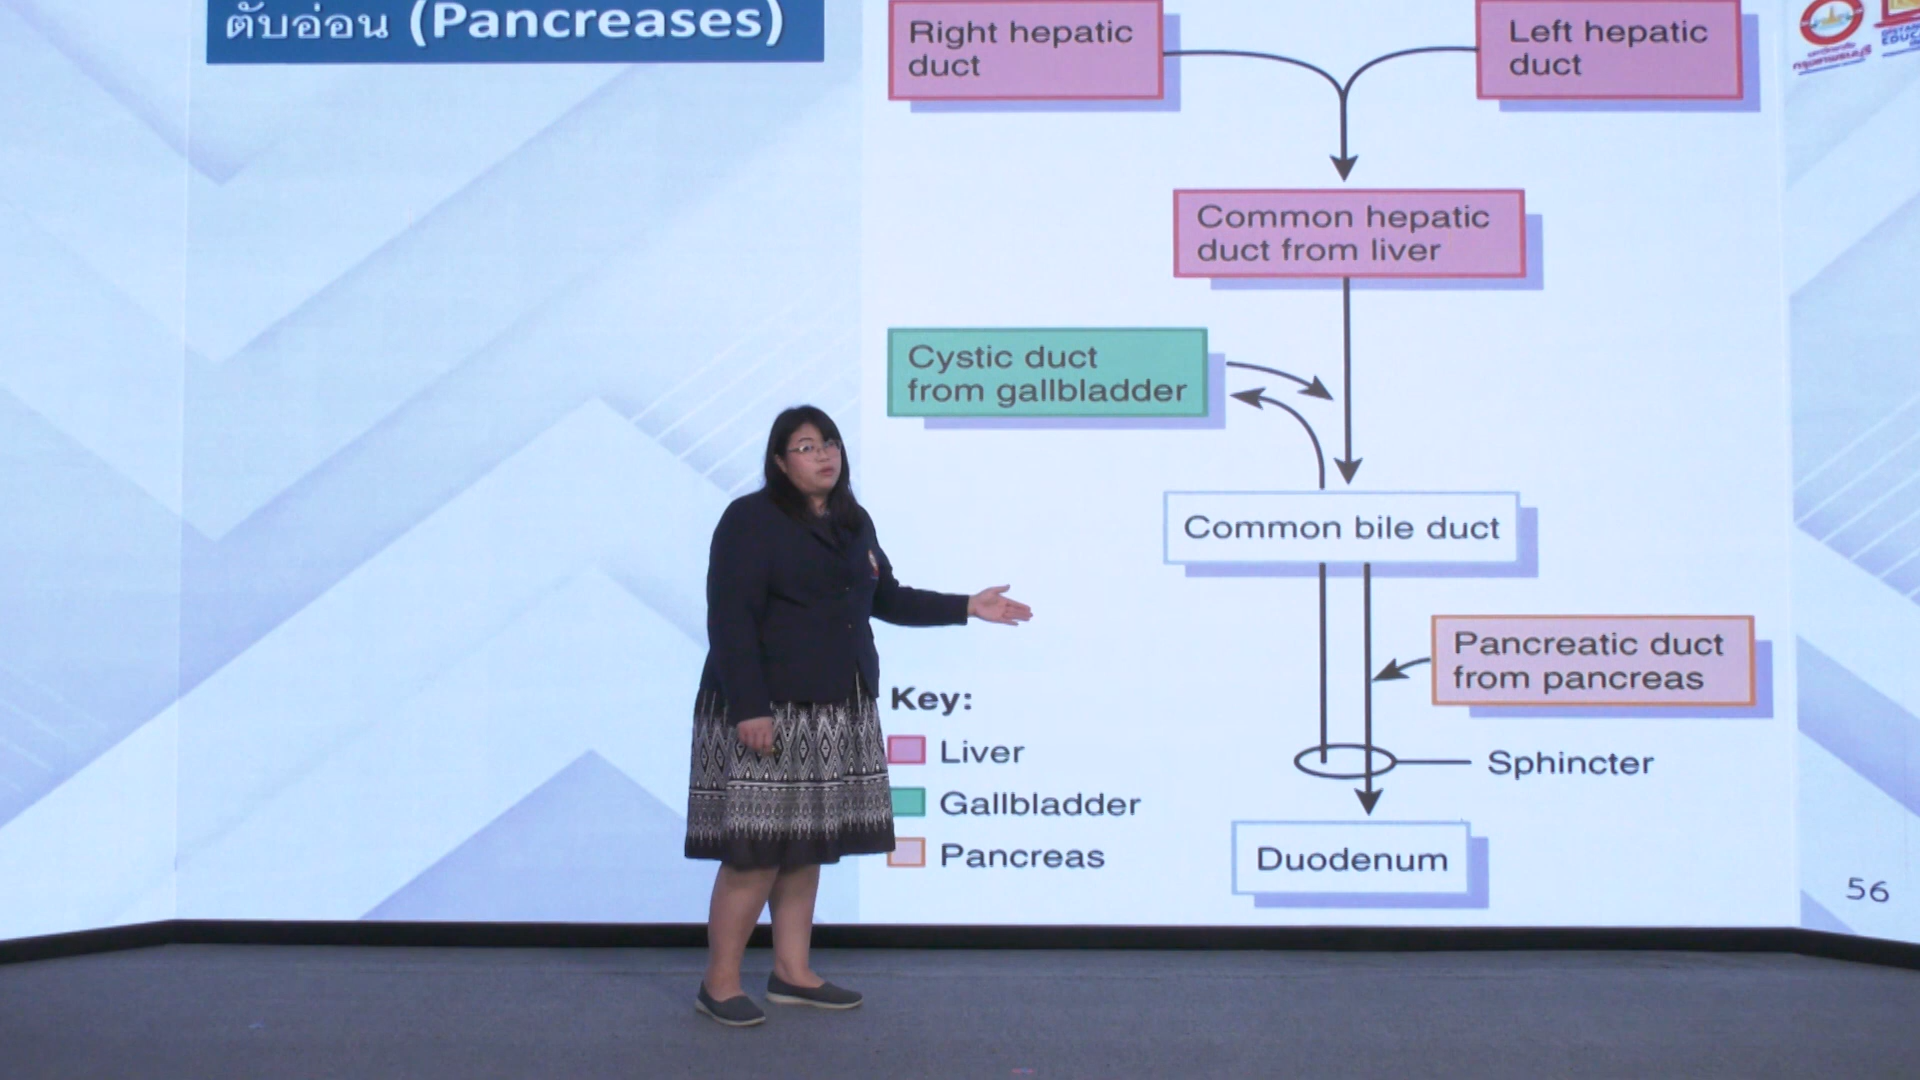 ตับอ่อน (Pancreases)
Right hepatic
duct
Left hepatic
duct
Common hepatic
duct from liver
Cystic duct
from gallbladder
Common bile duct
Pancreatic duct
from pancreas
Sphincter
Duodenum
Key:
Liver
Gallbladder
Pancreas
56